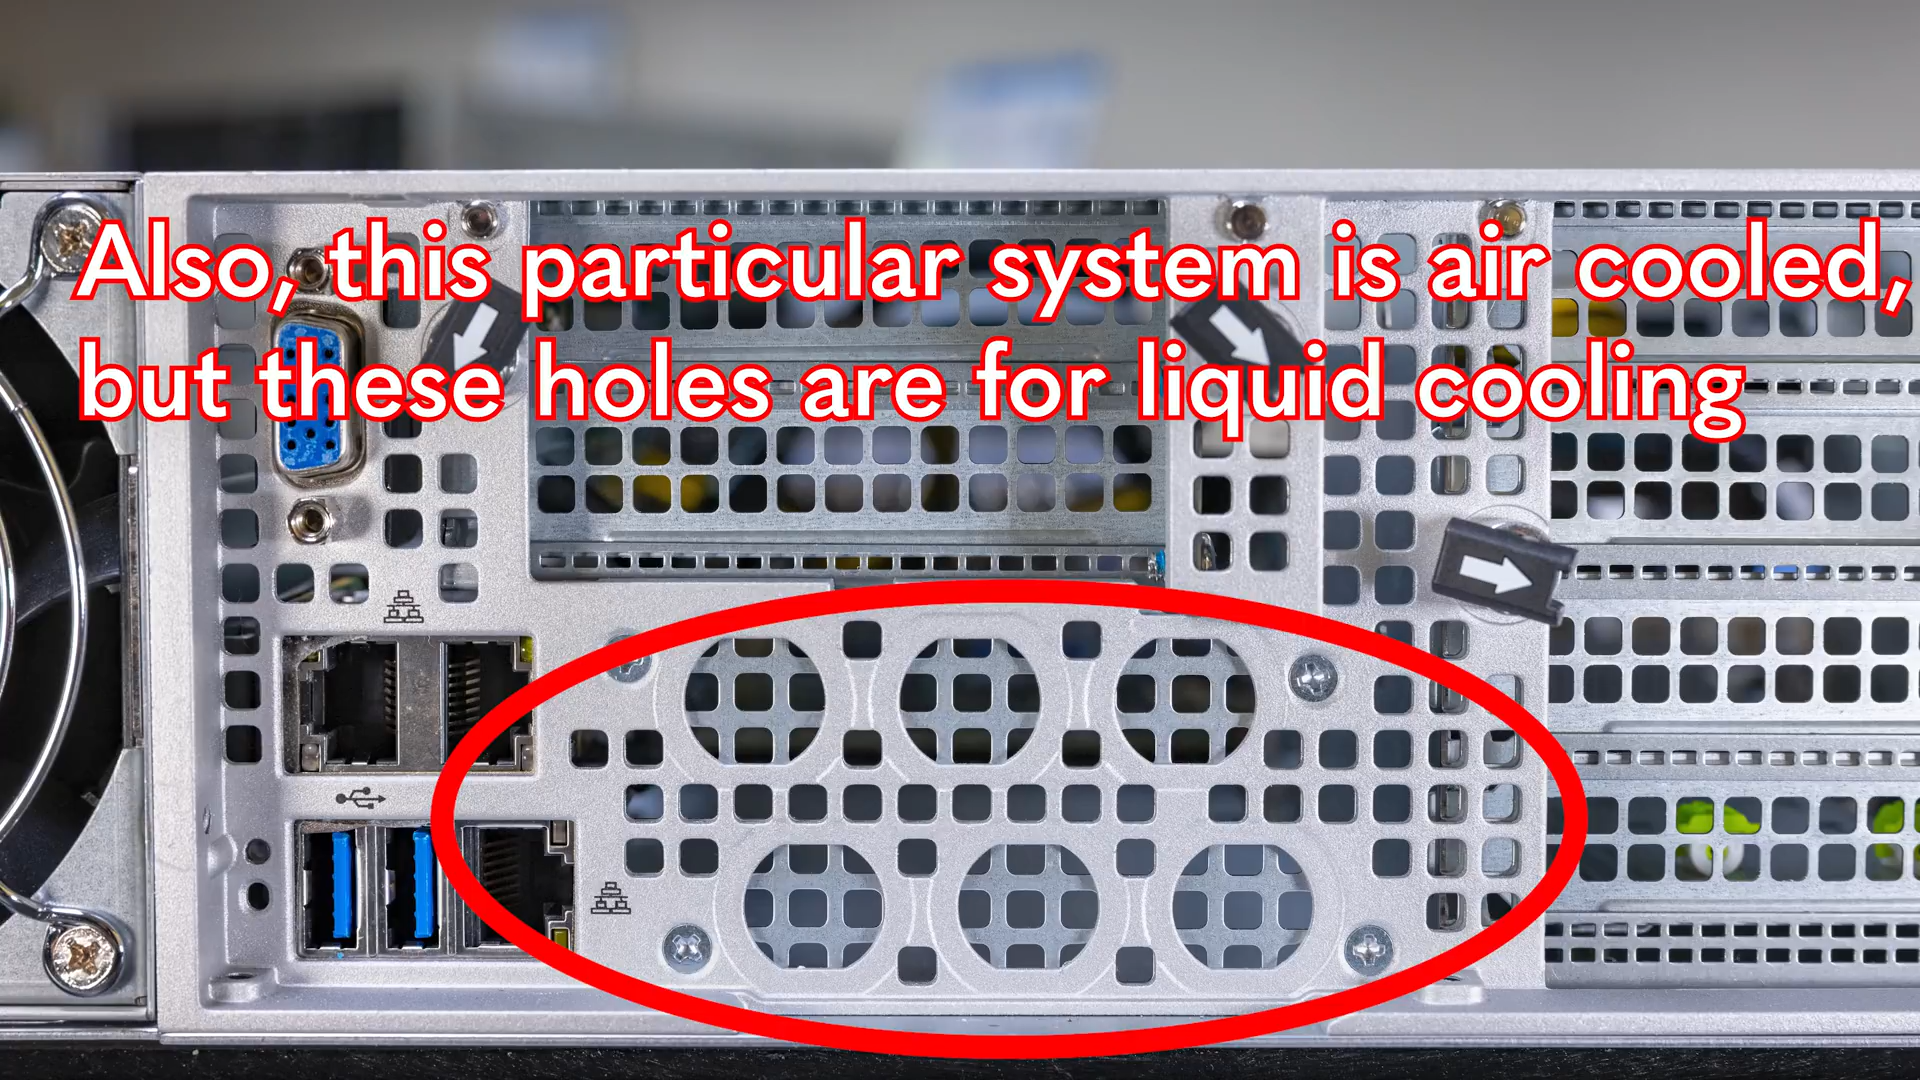 Also, this particular system is air cooled,
but these holes are for liquid cooling